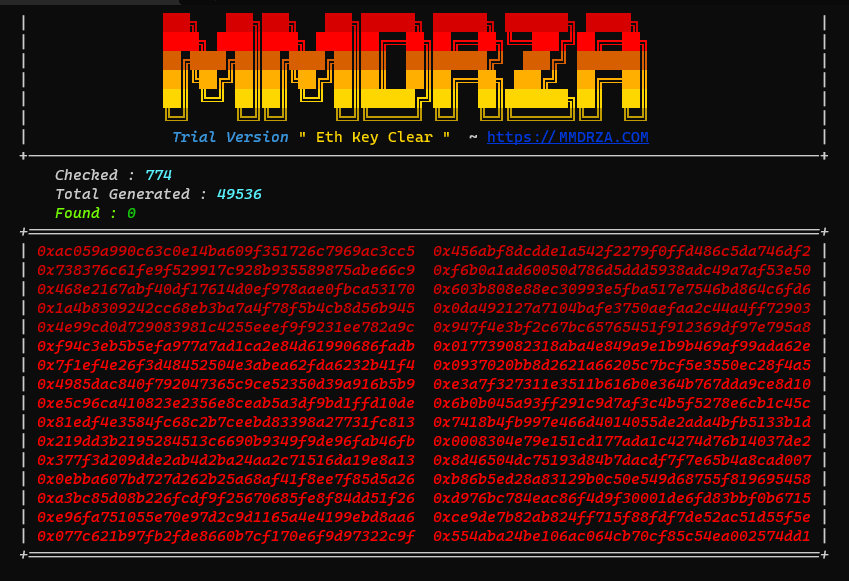 MMDRZA
Trial Version " Eth Key Clear " ~ https://MMDRZA.COM
Checked : 774
Total Generated : 49536
Found : 0
0xac059a990c63c0e14ba609f351726c7969ac3cc5 0x456abf8dcdde1a542f2279f0ffd486c5da746df2
0x738376c61fe9f529917c928b935589875abe66c9 0xf6b0a1ad60050d786d5ddd5938adc49a7af53e50
0x468e2167abf40df17614d0ef978aae0fbca53170 0x603b808e88ec30993e5fba517e7546bd864c6fd6
0x1a4b8309242cc68eb3ba7a4f78f5b4cb8d56b945 0x0da492127a7104bafe3750aefaa2c44a4ff72903
0x4e99cd0d729083981c4255eeef9f9231ee782a9c 0x947f4e3bf2c67bc65765451f912369df97e795a8
0xf94c3eb5b5efa977a7ad1ca2e84d61990686fadb 0x017739082318aba4e849a9e1b9b469af99ada62e
0x7f1ef4e26f3d48452504e3abea62fda6232b41f4 0x0937020bb8d2621a66205c7bcf5e3550ec28f4a5
0x4985dac840f792047365c9ce52350d39a916b5b9 0xe3a7f327311e3511b616b0e364b767dda9ce8d10
0xe5c96ca410823e2356e8ceab5a3df9bd1ffd10de 0x6b0b045a93ff291c9d7af3c4b5f5278e6cb1c45c
0x81edf4e3584fc68c2b7ceebd83398a27731fc813 0x7418b4fb997e466d4014055de2ada4bfb5133b1d
0x219dd3b2195284513c6690b9349f9de96fab46fb 0x0008304e79e151cd177ada1c4274d76b14037de2
0x377f3d209dde2ab4d2ba24aa2c71516da19e8a13 0x8d46504dc75193d84b7dacdf7f7e65b4a8cad007
0x0ebba607bd727d262b25a68af41f8ee7f85d5a26 0xb86b5ed28a83129b0c50e549d68755f819695458
0xa3bc85d08b226fcdf9f25670685fe8f84dd51f26 0xd976bc784eac86f4d9f30001de6fd83bbf0b6715
0xe96fa751055e70e97d2c9d1165a4e4199ebd8aa6 0xce9de7b82ab824ff715f88fdf7de52ac51d55f5e
0x077c621b97fb2fde8660b7cf170e6f9d97322c9f 0x554aba24be106ac064cb70cf85c54ea002574dd1